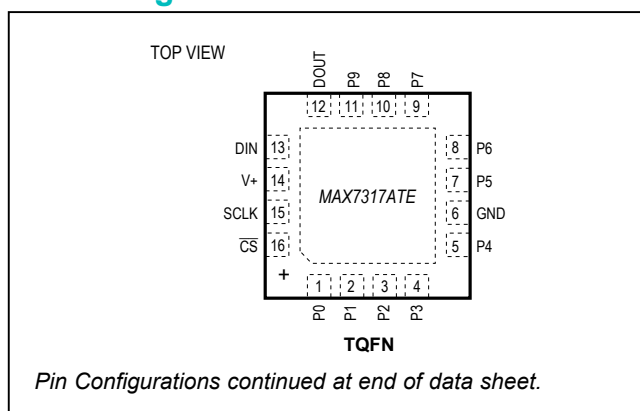 TOP VIEW
DOUT P9 P8 P7
12 11 10 9
DIN 13 8 P6
V+ 14 7 P5
MAX7317ATE
SCLK 15 6 GND
CS 16 5 P4
+
1 2 3 4
P0 P1 P2 P3
TQFN
Pin Configurations continued at end of data sheet.